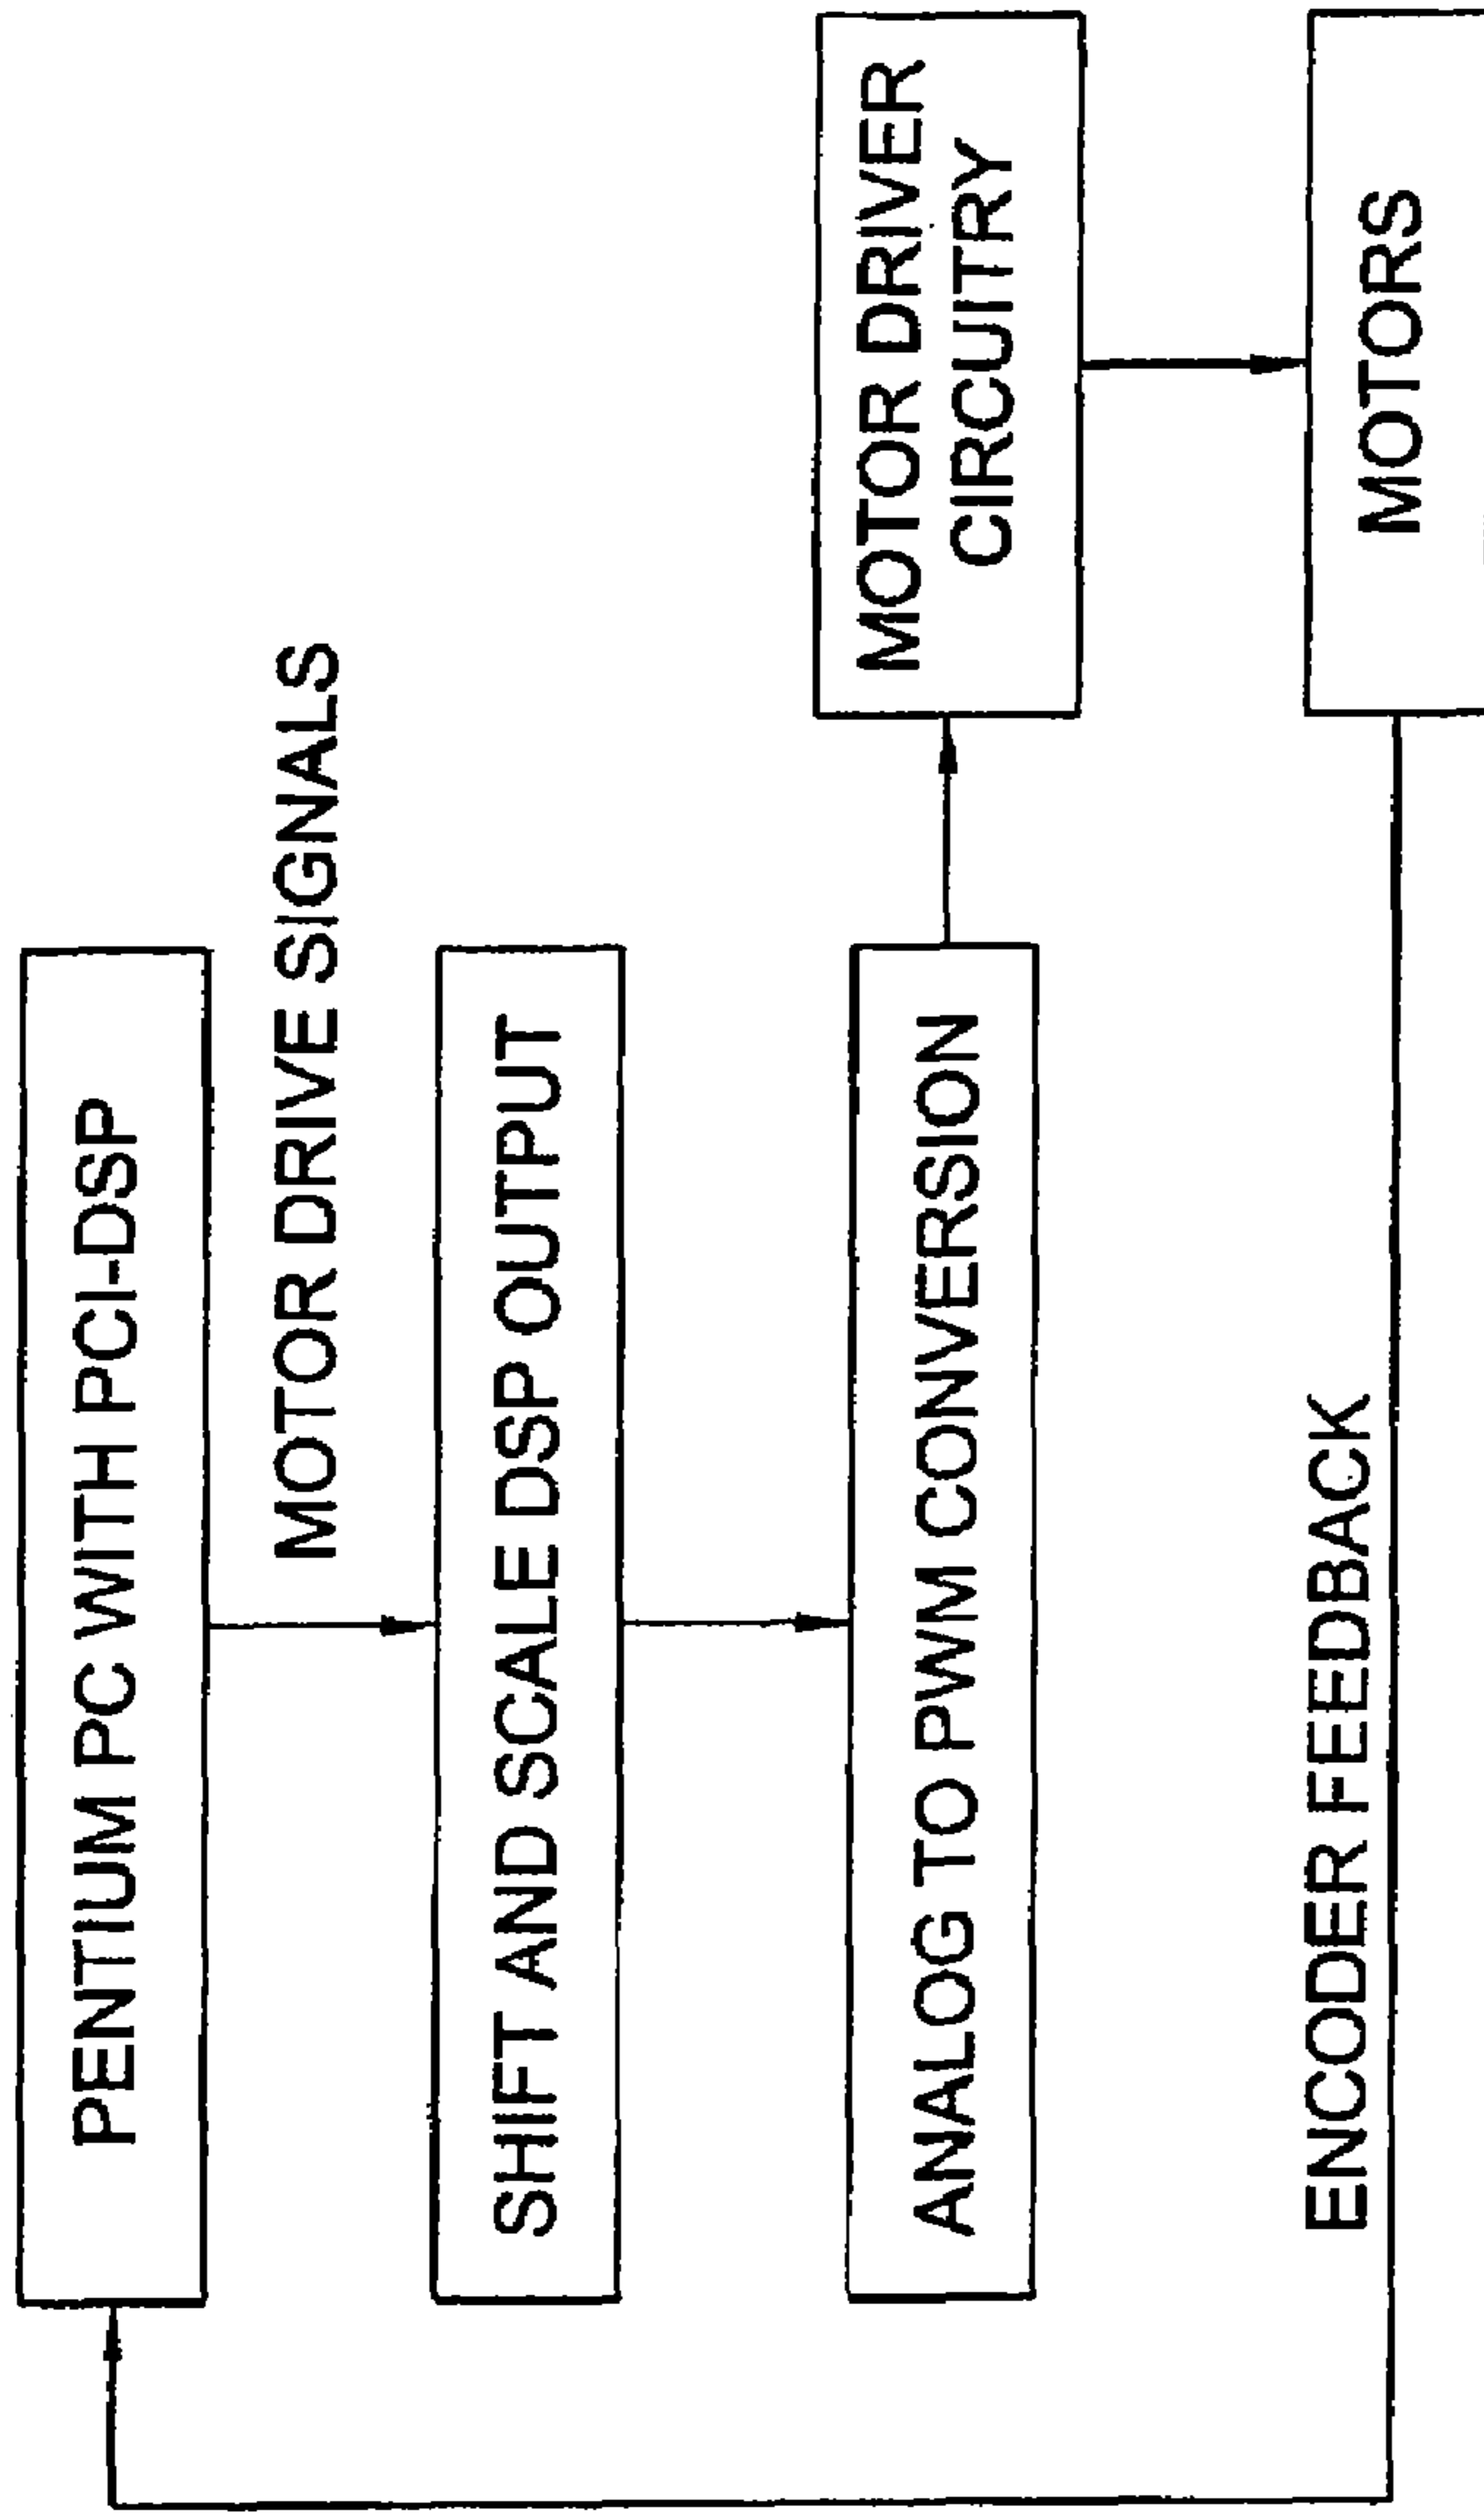 PENTIUM PC WITH PCI-DSP
MOTOR DRIVE SIGNALS
SHIFT AND SCALE DSP OUTPUT
ANALOG TO PWM CONVERSION
MOTOR DRIVER
CIRCUITRY
ENCODER FEEDBACK
MOTORS